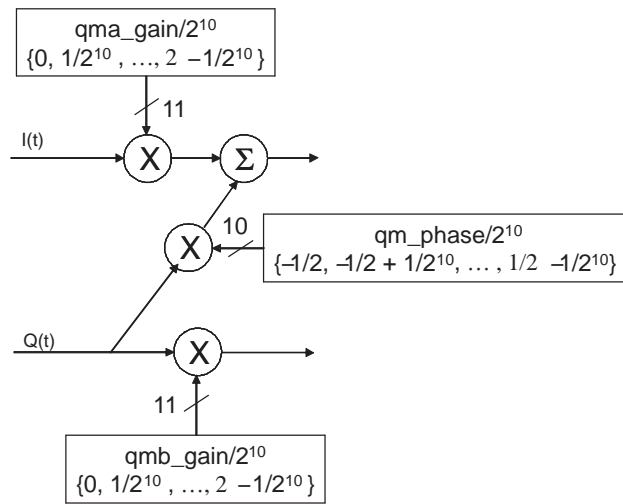 qma_gain/2¹⁰
{0, 1/2¹⁰ , …, 2 −1/2¹⁰ }
11
I(t)
X
Σ
10
X
qm_phase/2¹⁰
{−1/2, −1/2 + 1/2¹⁰, … , 1/2 −1/2¹⁰}
Q(t)
X
11
qmb_gain/2¹⁰
{0, 1/2¹⁰ , …, 2 −1/2¹⁰ }